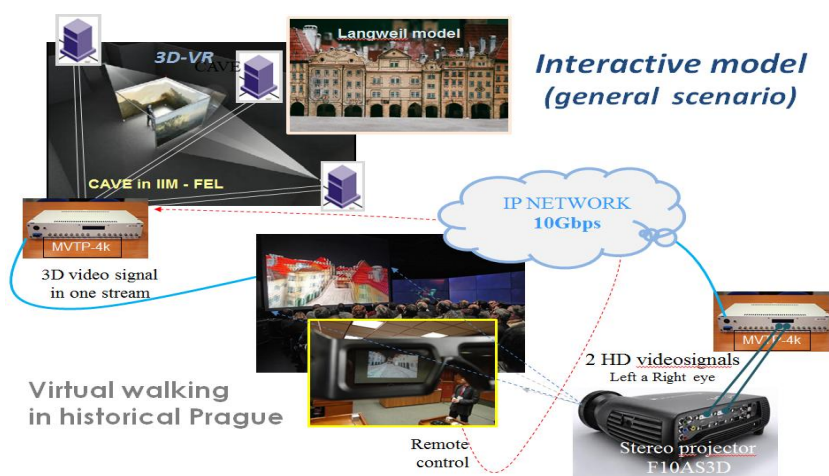 3D-VR
CAVE
Langweil model
Interactive model
(general scenario)
CAVE in IIM - FEL
IP NETWORK
10Gbps
MVTP-4k
3D video signal
in one stream
MVTP-4k
2 HD videosignals
Left a Right eye
Virtual walking
in historical Prague
Remote
control
Stereo projector
F10AS3D